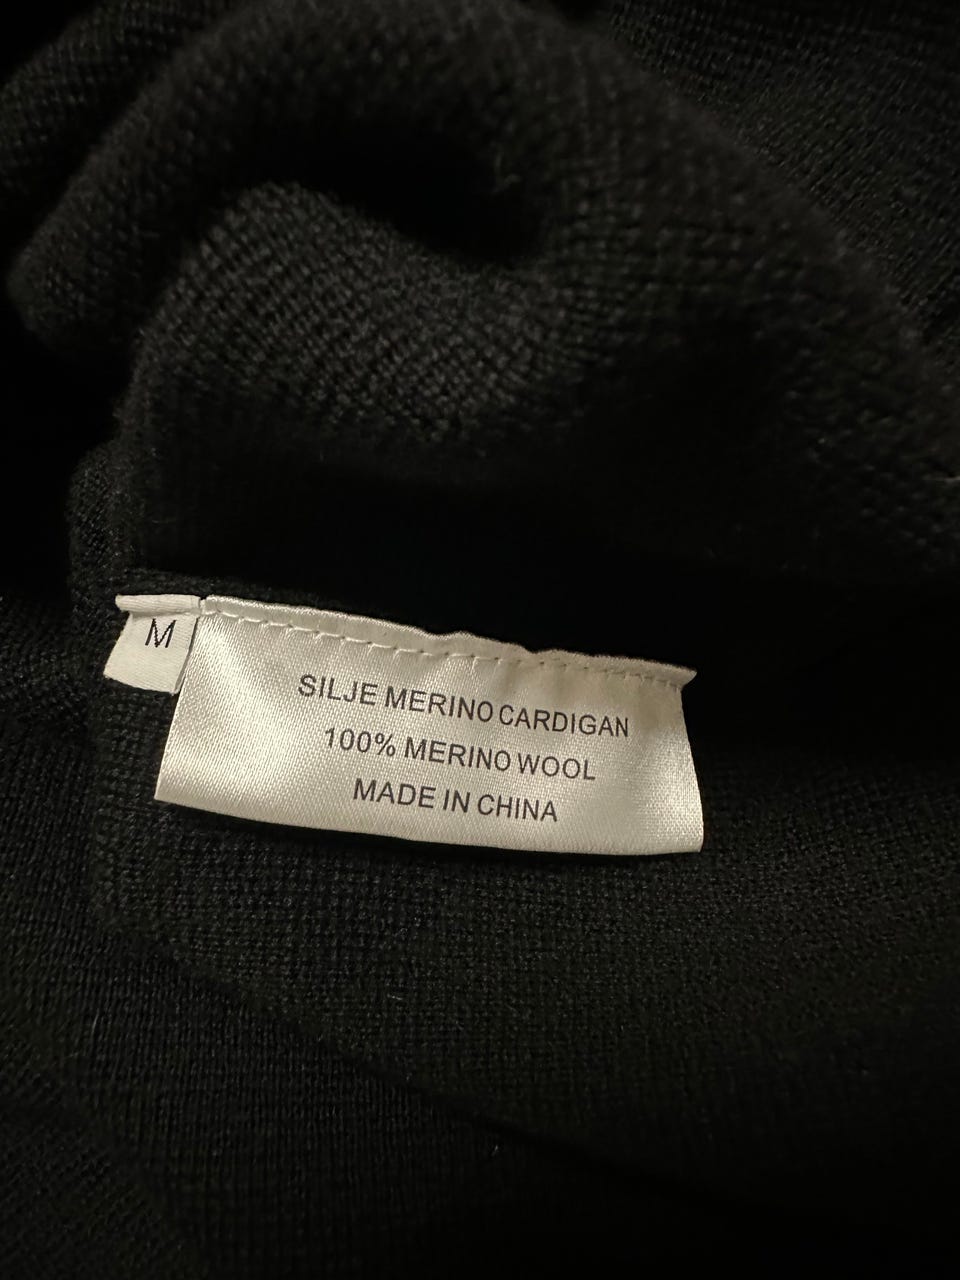 M
SILJE MERINO CARDIGAN
100% MERINO WOOL
MADE IN CHINA